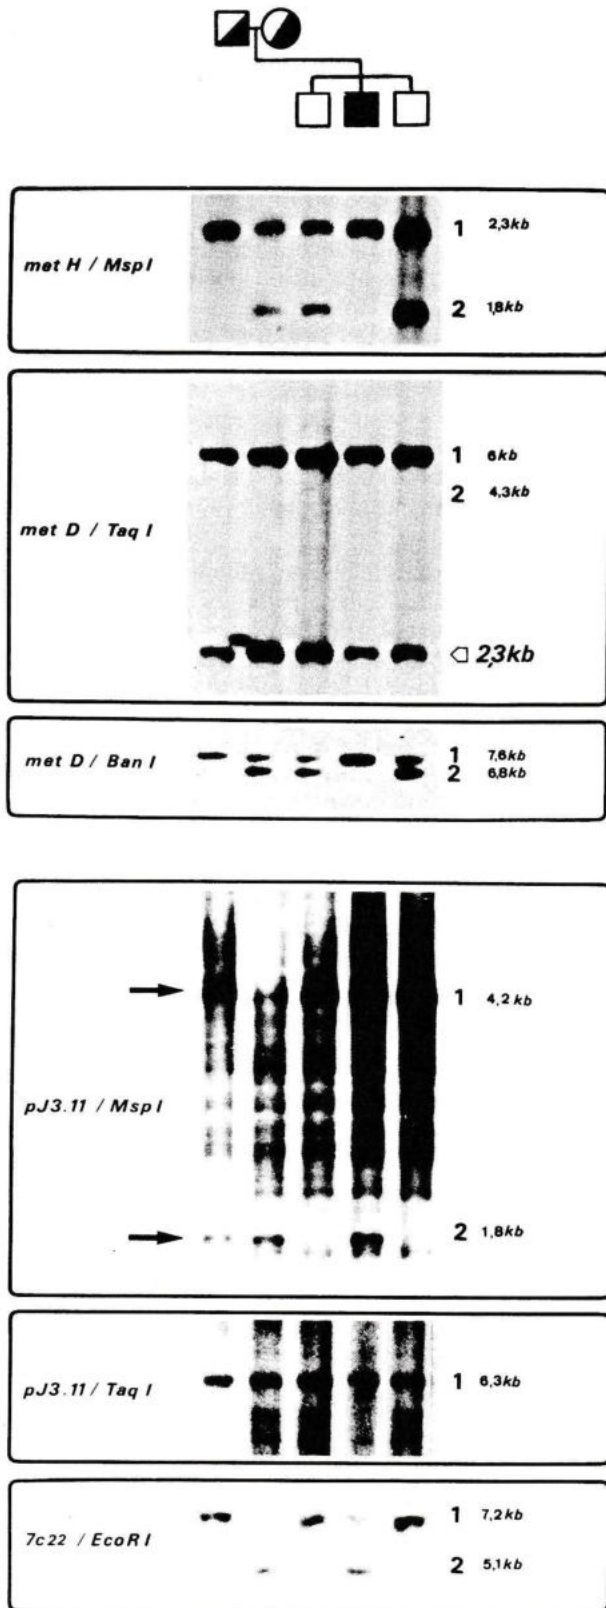 1 2,3kb
met H / Msp I
2 1,8kb
1 6kb
2 4,3kb
met D / Taq I
2,3kb
met D / Ban I
1 7,6kb
2 6,8kb
1 4,2 kb
pJ3.11 / Msp I
2 1,8kb
pJ3.11 / Taq I
1 6,3kb
1 7,2kb
7c22 / EcoR I
2 5,1kb